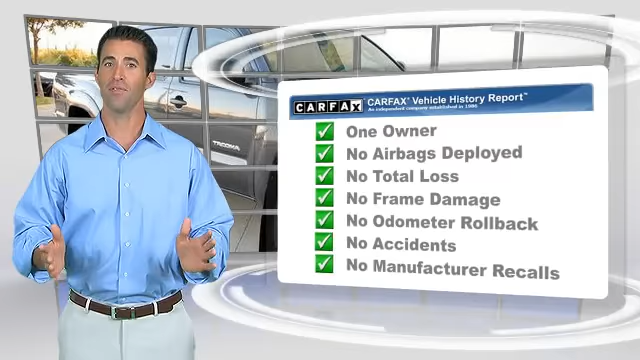 TACOMA
CARFAX
CARFAX® Vehicle History Report™
An independent company established in 1986
One Owner
No Airbags Deployed
No Total Loss
No Frame Damage
No Odometer Rollback
No Accidents
No Manufacturer Recalls